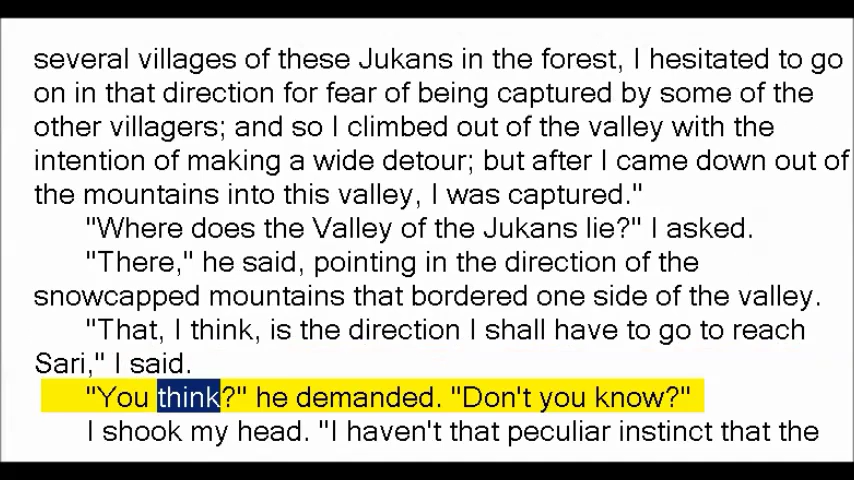 several villages of these Jukans in the forest, I hesitated to go
on in that direction for fear of being captured by some of the
other villagers; and so I climbed out of the valley with the
intention of making a wide detour; but after I came down out of
the mountains into this valley, I was captured."
"Where does the Valley of the Jukans lie?" I asked.
"There," he said, pointing in the direction of the
snowcapped mountains that bordered one side of the valley.
"That, I think, is the direction I shall have to go to reach
Sari," I said.
"You think?" he demanded. "Don't you know?"
I shook my head. "I haven't that peculiar instinct that the